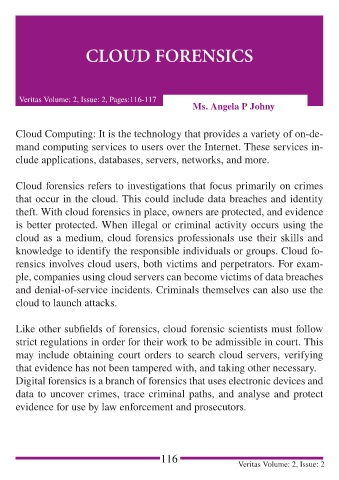 CLOUD FORENSICS
Veritas Volume: 2, Issue: 2, Pages:116-117
Ms. Angela P Johny
Cloud Computing: It is the technology that provides a variety of on-de-
mand computing services to users over the Internet. These services in-
clude applications, databases, servers, networks, and more.
Cloud forensics refers to investigations that focus primarily on crimes
that occur in the cloud. This could include data breaches and identity
theft. With cloud forensics in place, owners are protected, and evidence
is better protected. When illegal or criminal activity occurs using the
cloud as a medium, cloud forensics professionals use their skills and
knowledge to identify the responsible individuals or groups. Cloud fo-
rensics involves cloud users, both victims and perpetrators. For exam-
ple, companies using cloud servers can become victims of data breaches
and denial-of-service incidents. Criminals themselves can also use the
cloud to launch attacks.
Like other subfields of forensics, cloud forensic scientists must follow
strict regulations in order for their work to be admissible in court. This
may include obtaining court orders to search cloud servers, verifying
that evidence has not been tampered with, and taking other necessary.
Digital forensics is a branch of forensics that uses electronic devices and
data to uncover crimes, trace criminal paths, and analyse and protect
evidence for use by law enforcement and prosecutors.
116
Veritas Volume: 2, Issue: 2